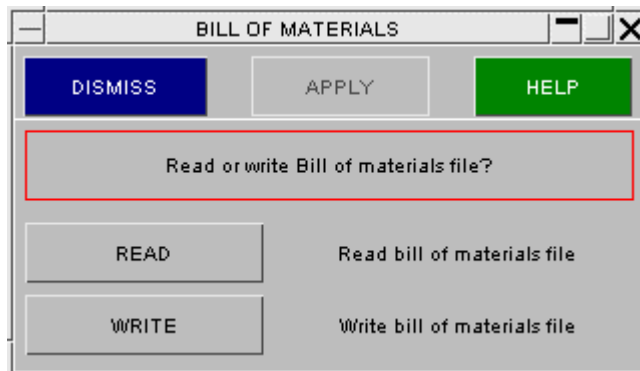 BILL OF MATERIALS
DISMISS APPLY HELP
Read or write Bill of materials file?
READ Read bill of materials file
WRITE Write bill of materials file